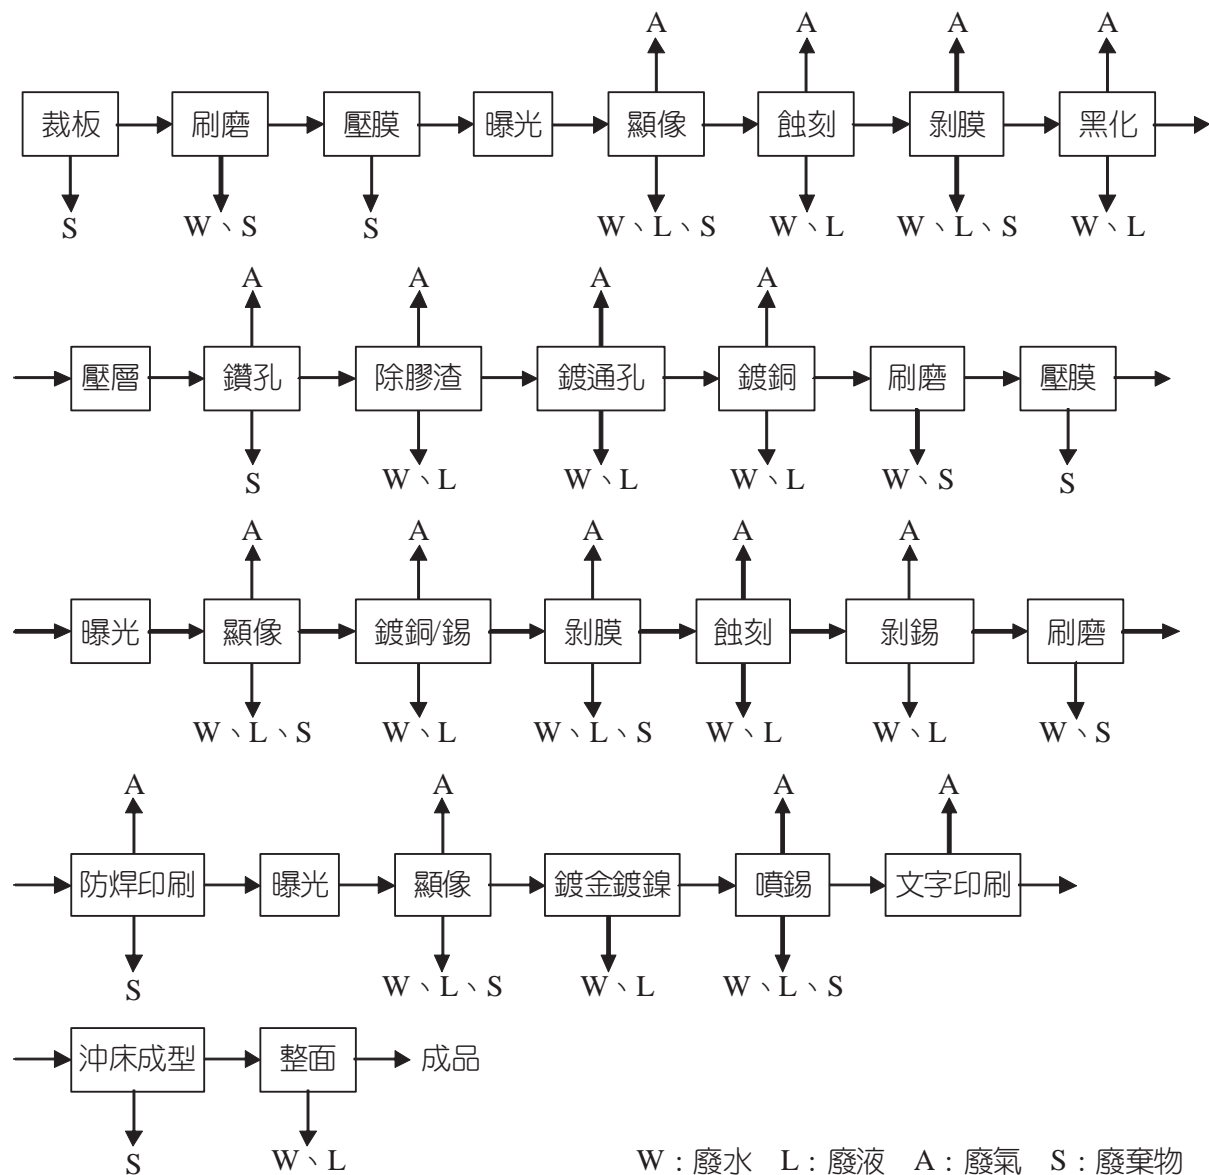 A A A A
裁板 刷磨 壓膜 曝光 顯像 蝕刻 剝膜 黑化
S W、S S W、L、S W、L W、L、S W、L
A A A A
壓層 鑽孔 除膠渣 鍍通孔 鍍銅 刷磨 壓膜
S W、L W、L W、L W、S S
A A A A A
曝光 顯像 鍍銅/錫 剝膜 蝕刻 剝錫 刷磨
W、L、S W、L W、L、S W、L W、L W、S
A A A A
防焊印刷 曝光 顯像 鍍金鍍鎳 噴錫 文字印刷
S W、L、S W、L W、L、S
沖床成型 整面 成品
S W、L
W：廢水 L：廢液 A：廢氣 S：廢棄物